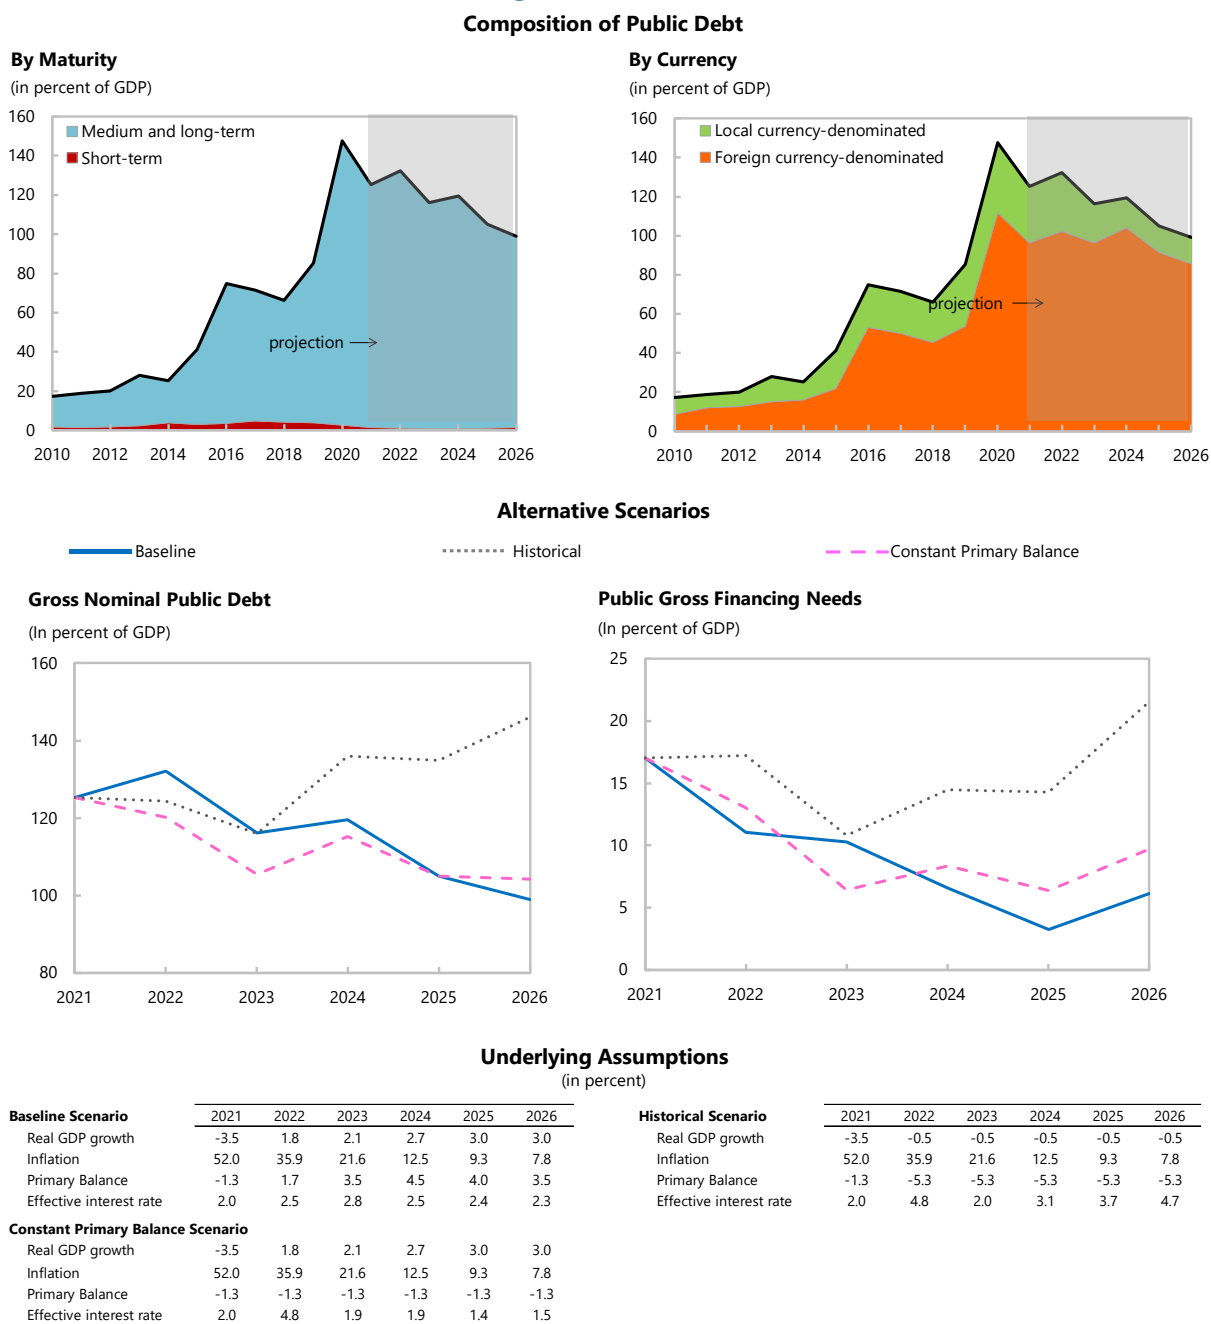 Composition of Public Debt
By Maturity
(in percent of GDP)
160
140
120
100
80
60
40
20
0
Medium and long-term
Short-term
projection
2010 2012 2014 2016 2018 2020 2022 2024 2026
By Currency
(in percent of GDP)
160
140
120
100
80
60
40
20
0
Local currency-denominated
Foreign currency-denominated
projection
2010 2012 2014 2016 2018 2020 2022 2024 2026
Alternative Scenarios
Baseline Historical Constant Primary Balance
Gross Nominal Public Debt
(In percent of GDP)
160
140
120
100
80
2021 2022 2023 2024 2025 2026
Public Gross Financing Needs
(In percent of GDP)
25
20
15
10
5
0
2021 2022 2023 2024 2025 2026
Underlying Assumptions
(in percent)
Baseline Scenario 2021 2022 2023 2024 2025 2026
Real GDP growth -3.5 1.8 2.1 2.7 3.0 3.0
Inflation 52.0 35.9 21.6 12.5 9.3 7.8
Primary Balance -1.3 1.7 3.5 4.5 4.0 3.5
Effective interest rate 2.0 2.5 2.8 2.5 2.4 2.3
Constant Primary Balance Scenario
Real GDP growth -3.5 1.8 2.1 2.7 3.0 3.0
Inflation 52.0 35.9 21.6 12.5 9.3 7.8
Primary Balance -1.3 -1.3 -1.3 -1.3 -1.3 -1.3
Effective interest rate 2.0 4.8 1.9 1.9 1.4 1.5
Historical Scenario 2021 2022 2023 2024 2025 2026
Real GDP growth -3.5 -0.5 -0.5 -0.5 -0.5 -0.5
Inflation 52.0 35.9 21.6 12.5 9.3 7.8
Primary Balance -1.3 -5.3 -5.3 -5.3 -5.3 -5.3
Effective interest rate 2.0 4.8 2.0 3.1 3.7 4.7